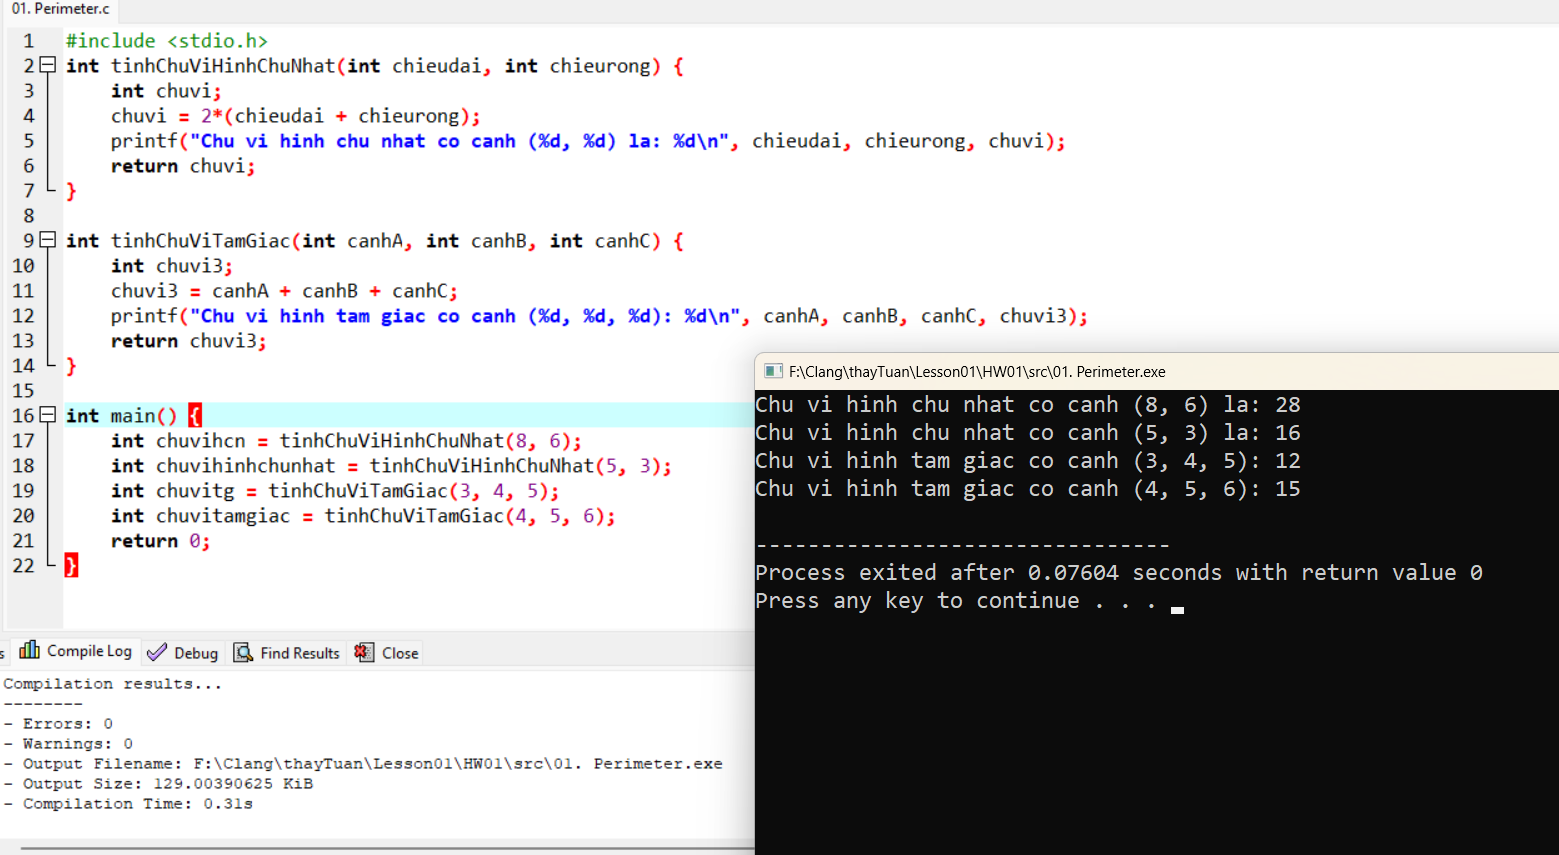 01. Perimeter.c
1 #include <stdio.h>
2 int tinhChuViHinhChuNhat(int chieudai, int chieurong) {
3 int chuvi;
4 chuvi = 2*(chieudai + chieurong);
5 printf("Chu vi hinh chu nhat co canh (%d, %d) la: %d\n", chieudai, chieurong, chuvi);
6 return chuvi;
7 }
8
9 int tinhChuViTamGiac(int canhA, int canhB, int canhC) {
10 int chuvi3;
11 chuvi3 = canhA + canhB + canhC;
12 printf("Chu vi hinh tam giac co canh (%d, %d, %d): %d\n", canhA, canhB, canhC, chuvi3);
13 return chuvi3;
14 }
15
16 int main() {
17 int chuvihcn = tinhChuViHinhChuNhat(8, 6);
18 int chuvihinhchunhat = tinhChuViHinhChuNhat(5, 3);
19 int chuvitg = tinhChuViTamGiac(3, 4, 5);
20 int chuvitamgiac = tinhChuViTamGiac(4, 5, 6);
21 return 0;
22 }
F:\Clang\thayTuan\Lesson01\HW01\src\01. Perimeter.exe
Chu vi hinh chu nhat co canh (8, 6) la: 28
Chu vi hinh chu nhat co canh (5, 3) la: 16
Chu vi hinh tam giac co canh (3, 4, 5): 12
Chu vi hinh tam giac co canh (4, 5, 6): 15
--------------------------------
Process exited after 0.07604 seconds with return value 0
Press any key to continue . . .
s Compile Log Debug Find Results Close
Compilation results...
--------
- Errors: 0
- Warnings: 0
- Output Filename: F:\Clang\thayTuan\Lesson01\HW01\src\01. Perimeter.exe
- Output Size: 129.00390625 KiB
- Compilation Time: 0.31s